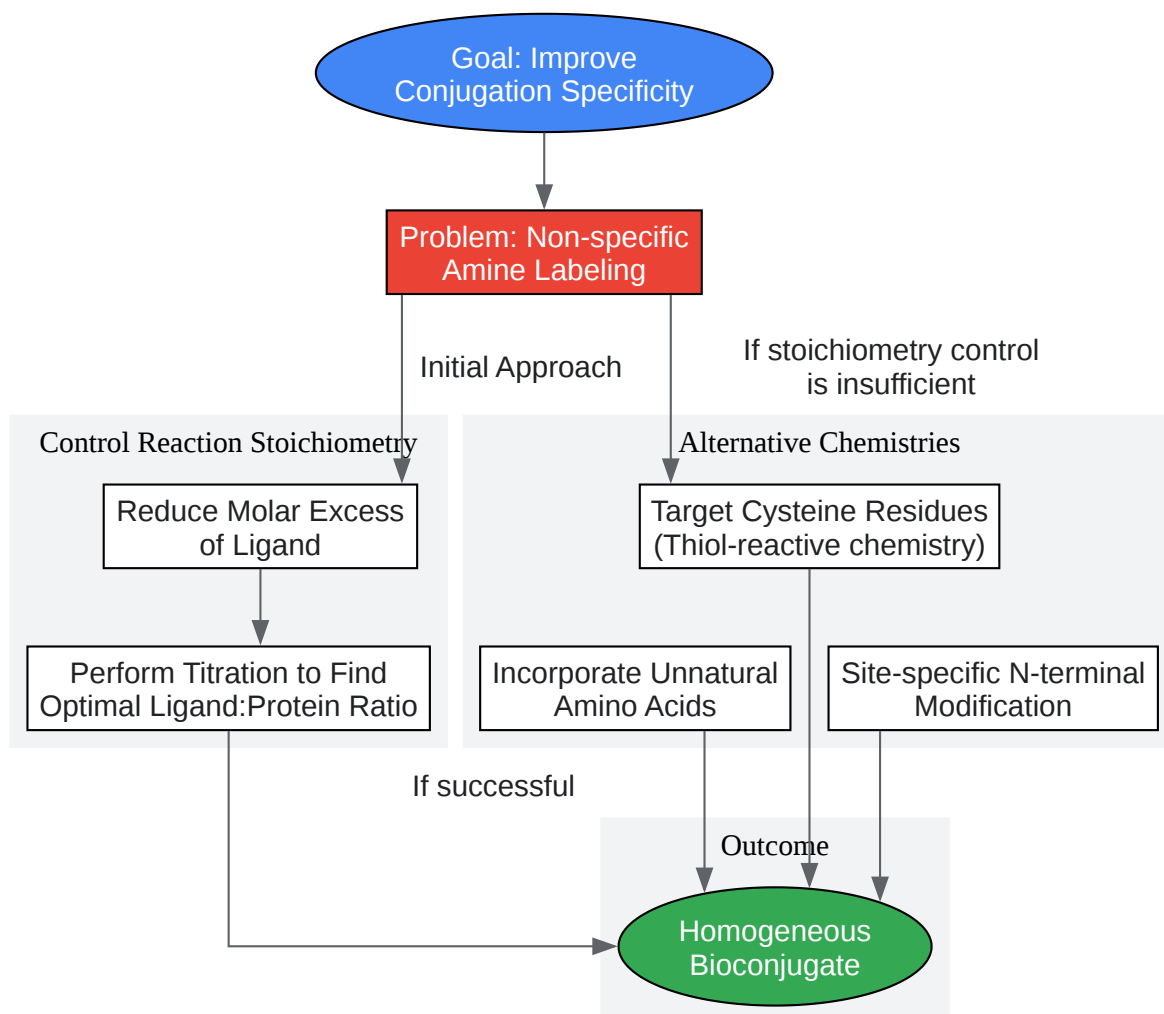 Goal: Improve
Conjugation Specificity
Problem: Non-specific
Amine Labeling
Initial Approach
If stoichiometry control
is insufficient
Control Reaction Stoichiometry
Reduce Molar Excess
of Ligand
Perform Titration to Find
Optimal Ligand:Protein Ratio
Alternative Chemistries
Target Cysteine Residues
(Thiol-reactive chemistry)
Incorporate Unnatural
Amino Acids
Site-specific N-terminal
Modification
If successful
Outcome
Homogeneous
Bioconjugate